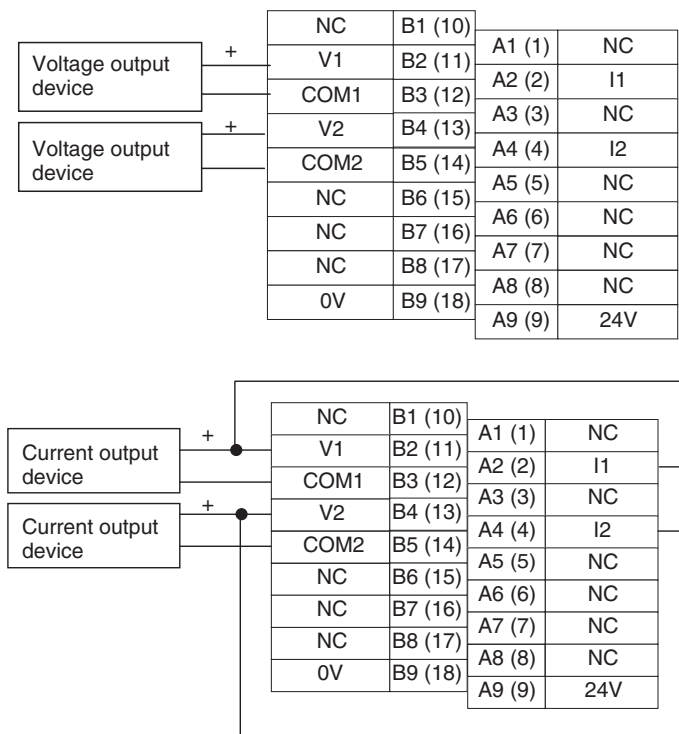 NC B1 (10)
A1 (1) NC
Voltage output device
+
V1 B2 (11)
A2 (2) I1
COM1 B3 (12)
A3 (3) NC
Voltage output device
+
V2 B4 (13)
A4 (4) I2
COM2 B5 (14)
A5 (5) NC
NC B6 (15)
A6 (6) NC
NC B7 (16)
A7 (7) NC
NC B8 (17)
A8 (8) NC
0V B9 (18)
A9 (9) 24V
NC B1 (10)
A1 (1) NC
Current output device
+
V1 B2 (11)
A2 (2) I1
COM1 B3 (12)
A3 (3) NC
Current output device
+
V2 B4 (13)
A4 (4) I2
COM2 B5 (14)
A5 (5) NC
NC B6 (15)
A6 (6) NC
NC B7 (16)
A7 (7) NC
NC B8 (17)
A8 (8) NC
0V B9 (18)
A9 (9) 24V